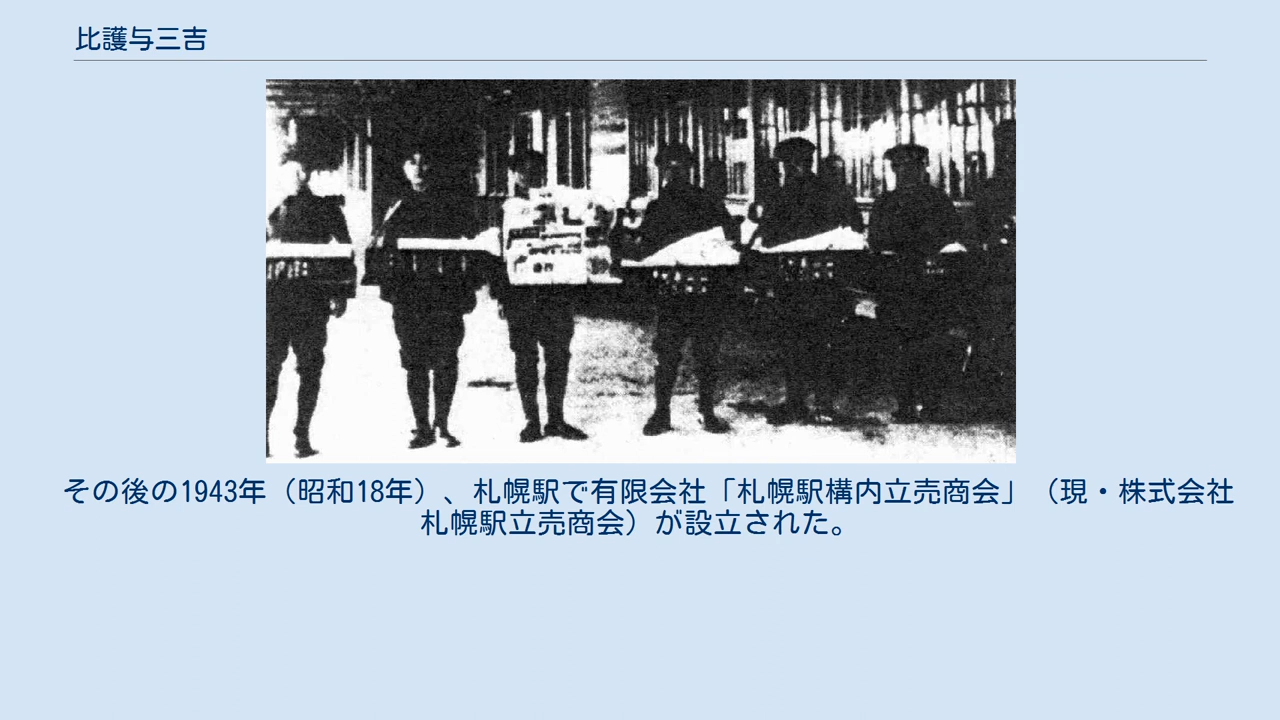 比護与三吉
その後の1943年（昭和18年）、札幌駅で有限会社「札幌駅構内立売商会」（現・株式会社
札幌駅立売商会）が設立された。